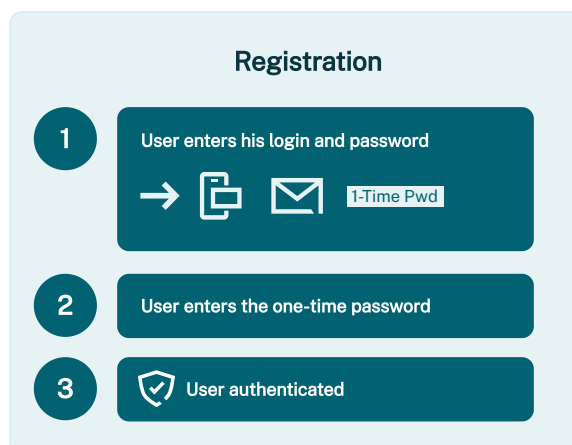 Registration
1
User enters his login and password
1-Time Pwd
2
User enters the one-time password
3
User authenticated